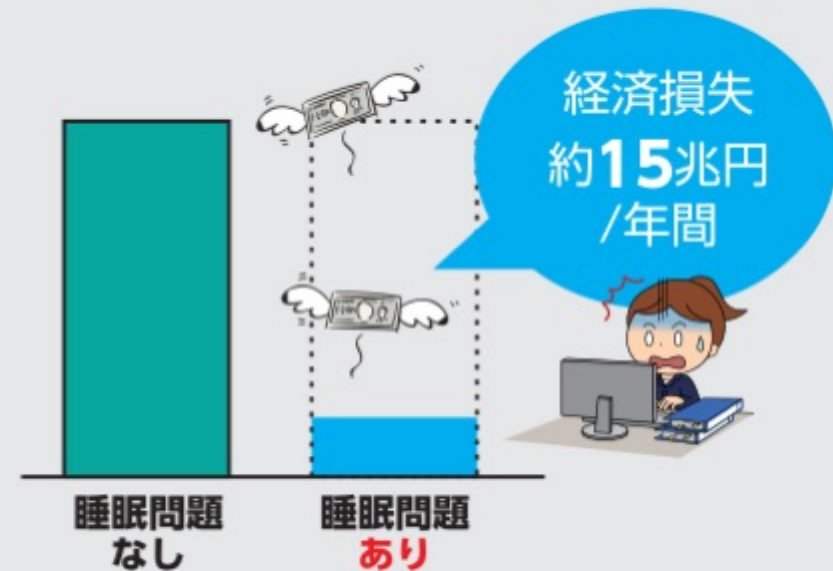 経済損失
約15兆円
/年間
睡眠問題
なし
睡眠問題
あり